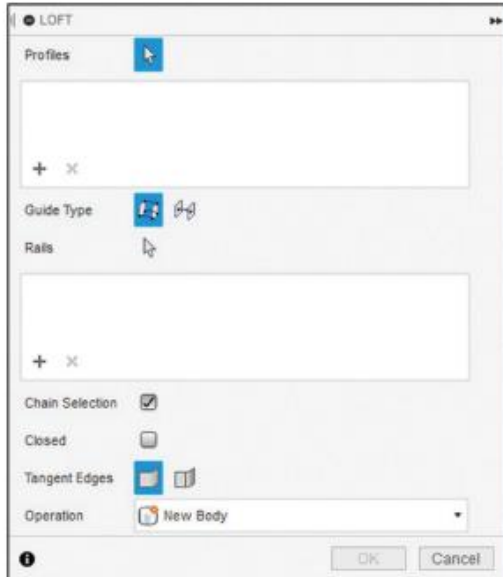 LOFT
Profiles
Guide Type
Rails
Chain Selection
Closed
Tangent Edges
Operation New Body
OK Cancel